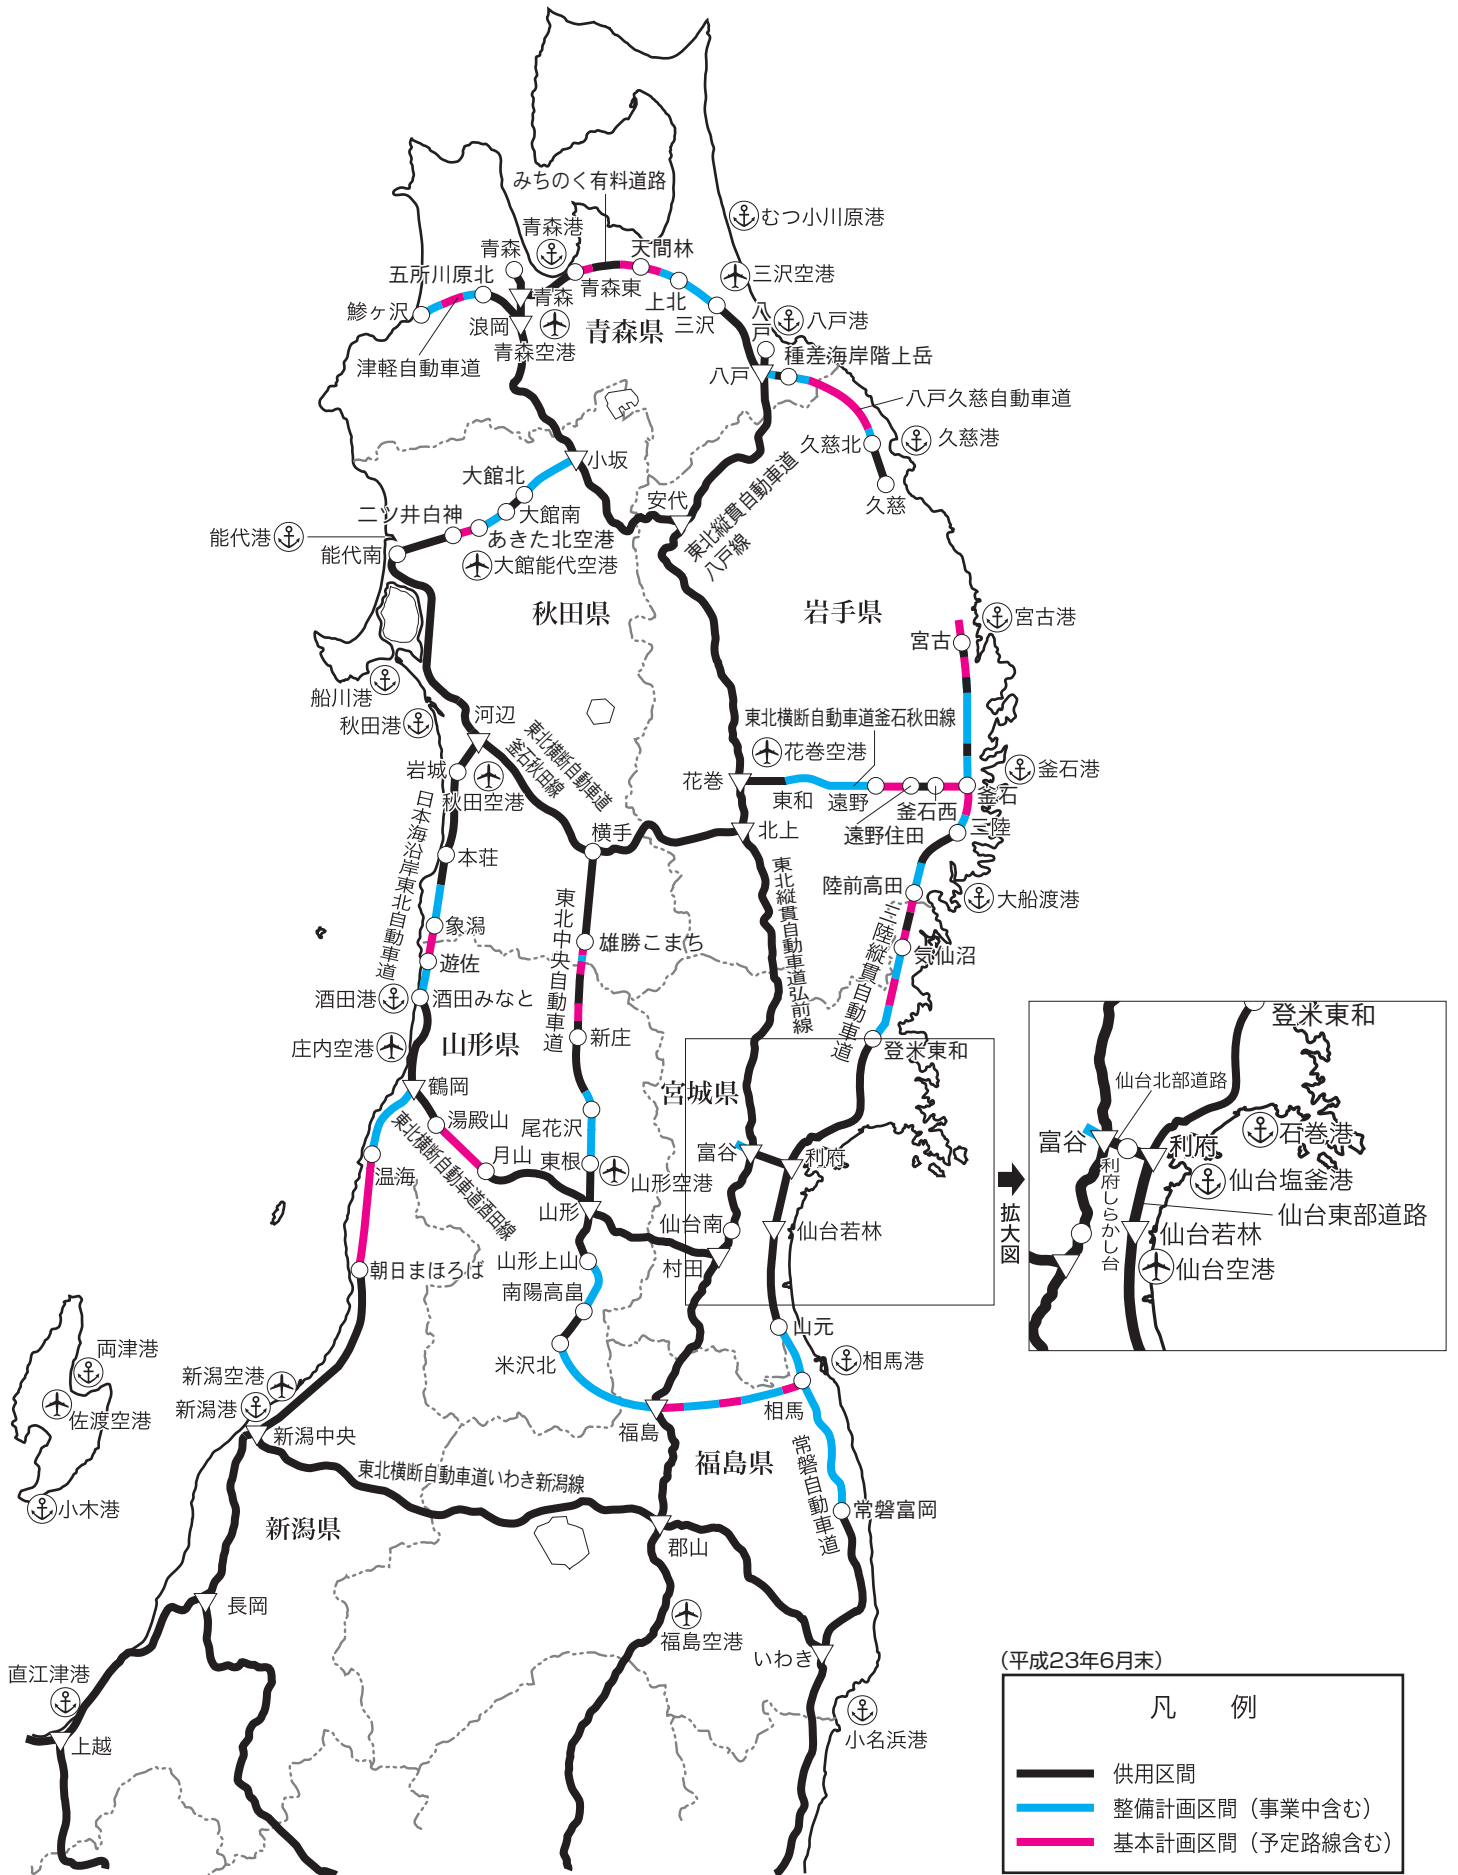 みちのく有料道路
青森港
むつ小川原港
青森
天間林
五所川原北
青森東
三沢空港
青森
上北
鰺ヶ沢
浪岡
三沢
八戸
八戸港
青森県
青森空港
津軽自動車道
種差海岸階上岳
八戸
八戸久慈自動車道
久慈北
久慈港
小坂
大館北
久慈
安代
東北縦貫自動車道
八戸線
二ツ井白神
大館南
能代港
あきた北空港
能代南
大館能代空港
秋田県
岩手県
宮古港
宮古
船川港
秋田港
河辺
東北横断自動車道
釜石秋田線
東北横断自動車道釜石秋田線
花巻空港
釜石港
岩城
秋田空港
花巻
東和
遠野
釜石西
釜石
遠野住田
三陸
日本海沿岸東北自動車道
横手
北上
本荘
東北縦貫自動車道弘前線
陸前高田
大船渡港
東北中央自動車道
三陸縦貫自動車道
象潟
雄勝こまち
気仙沼
遊佐
酒田港
酒田みなと
庄内空港
山形県
新庄
登米東和
鶴岡
宮城県
湯殿山
尾花沢
東北横断自動車道酒田線
月山
東根
富谷
利府
温海
山形空港
山形
仙台南
仙台若林
村田
朝日まほろば
山形上山
南陽高畠
山元
米沢北
相馬港
両津港
新潟空港
佐渡空港
新潟港
相馬
福島
新潟中央
福島県
常磐自動車道
東北横断自動車道いわき新潟線
小木港
常磐富岡
新潟県
郡山
長岡
福島空港
いわき
直江津港
上越
小名浜港
拡大図
登米東和
仙台北部道路
富谷
利府
石巻港
利府しらかし台
仙台塩釜港
仙台東部道路
仙台若林
仙台空港
(平成23年6月末)
凡　例
供用区間
整備計画区間（事業中含む）
基本計画区間（予定路線含む）